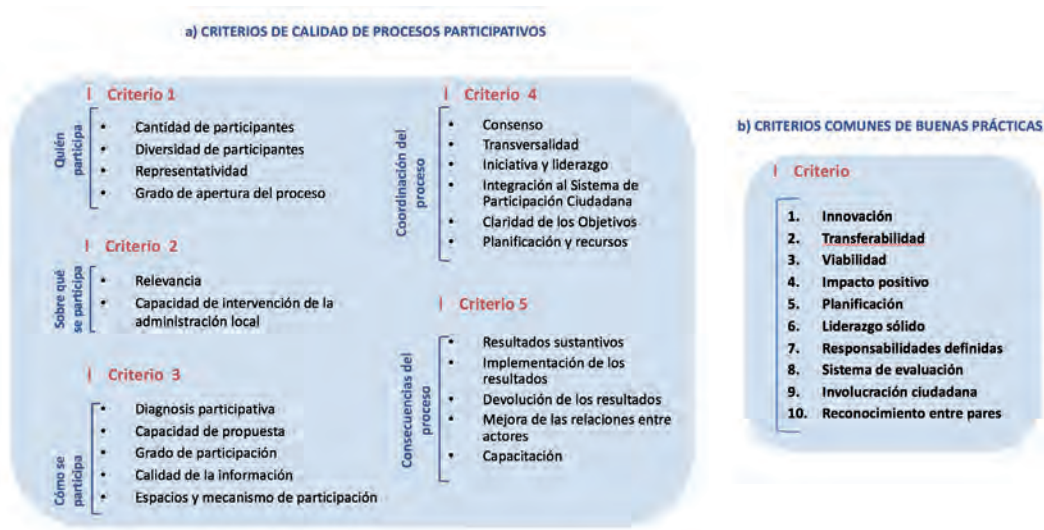 a) CRITERIOS DE CALIDAD DE PROCESOS PARTICIPATIVOS
I Criterio 1
Quién
participa
• Cantidad de participantes
• Diversidad de participantes
• Representatividad
• Grado de apertura del proceso
I Criterio 2
Sobre qué
se participa
• Relevancia
• Capacidad de intervención de la
administración local
I Criterio 3
Cómo se
participa
• Diagnosis participativa
• Capacidad de propuesta
• Grado de participación
• Calidad de la información
• Espacios y mecanismo de participación
I Criterio 4
Coordinación del
proceso
• Consenso
• Transversalidad
• Iniciativa y liderazgo
• Integración al Sistema de
Participación Ciudadana
• Claridad de los Objetivos
• Planificación y recursos
I Criterio 5
Consecuencias del
proceso
• Resultados sustantivos
• Implementación de los
resultados
• Devolución de los resultados
• Mejora de las relaciones entre
actores
• Capacitación
b) CRITERIOS COMUNES DE BUENAS PRÁCTICAS
I Criterio
1. Innovación
2. Transferabilidad
3. Viabilidad
4. Impacto positivo
5. Planificación
6. Liderazgo sólido
7. Responsabilidades definidas
8. Sistema de evaluación
9. Involucración ciudadana
10. Reconocimiento entre pares